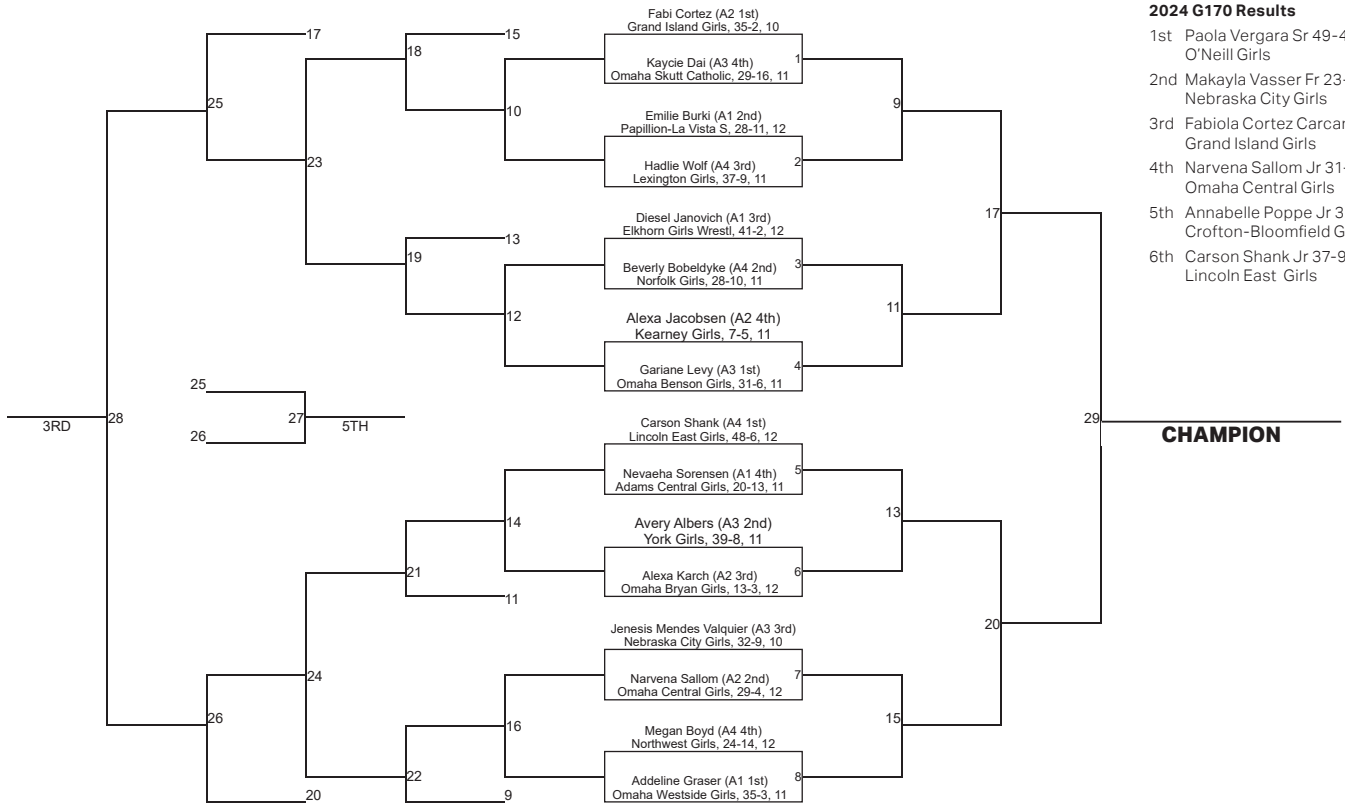 Fabi Cortez (A2 1st)
Grand Island Girls, 35-2, 10
Kaycie Dai (A3 4th)
Omaha Skutt Catholic, 29-16, 11
1
Emilie Burki (A1 2nd)
Papillion-La Vista S, 28-11, 12
Hadlie Wolf (A4 3rd)
Lexington Girls, 37-9, 11
2
Diesel Janovich (A1 3rd)
Elkhorn Girls Wrestl, 41-2, 12
Beverly Bobeldyke (A4 2nd)
Norfolk Girls, 28-10, 11
3
Alexa Jacobsen (A2 4th)
Kearney Girls, 7-5, 11
Gariane Levy (A3 1st)
Omaha Benson Girls, 31-6, 11
4
Carson Shank (A4 1st)
Lincoln East Girls, 48-6, 12
Nevaeha Sorensen (A1 4th)
Adams Central Girls, 20-13, 11
5
Avery Albers (A3 2nd)
York Girls, 39-8, 11
Alexa Karch (A2 3rd)
Omaha Bryan Girls, 13-3, 12
6
Jenesis Mendes Valquier (A3 3rd)
Nebraska City Girls, 32-9, 10
Narvena Sallom (A2 2nd)
Omaha Central Girls, 29-4, 12
7
Megan Boyd (A4 4th)
Northwest Girls, 24-14, 12
Addeline Graser (A1 1st)
Omaha Westside Girls, 35-3, 11
8
9
11
13
15
17
20
29
CHAMPION
15
10
13
12
14
11
16
9
18
19
21
22
17
23
24
20
25
26
28
3RD
25
26
27
5TH
2024 G170 Results
1st Paola Vergara Sr 49-4
O'Neill Girls
2nd Makayla Vasser Fr 23-
Nebraska City Girls
3rd Fabiola Cortez Carcar
Grand Island Girls
4th Narvena Sallom Jr 31-
Omaha Central Girls
5th Annabelle Poppe Jr 3
Crofton-Bloomfield G
6th Carson Shank Jr 37-9
Lincoln East Girls